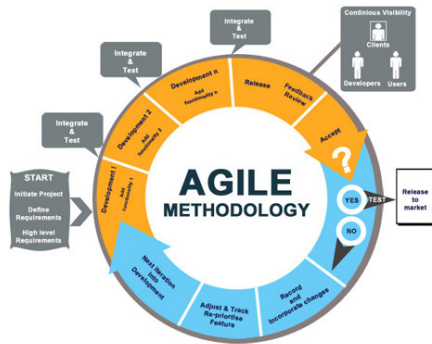 Continious Visibility
Clients
Developers
Users
Integrate
&
Test
Integrate
&
Test
Integrate
&
Test
START
Initiate Project
Define
Requirements
High level
Requirements
Development 1
Add
functionality 1
Development 2
Add
functionality 2
Development n
Add
functionality n
Release
Feedback
Review
Accept
?
YES
TEST
Release
to
market
NO
Record
and
Incorporate changes
Adjust & Track
Re-prioritise
Feature
Next Iteration
into
Development
AGILE
METHODOLOGY